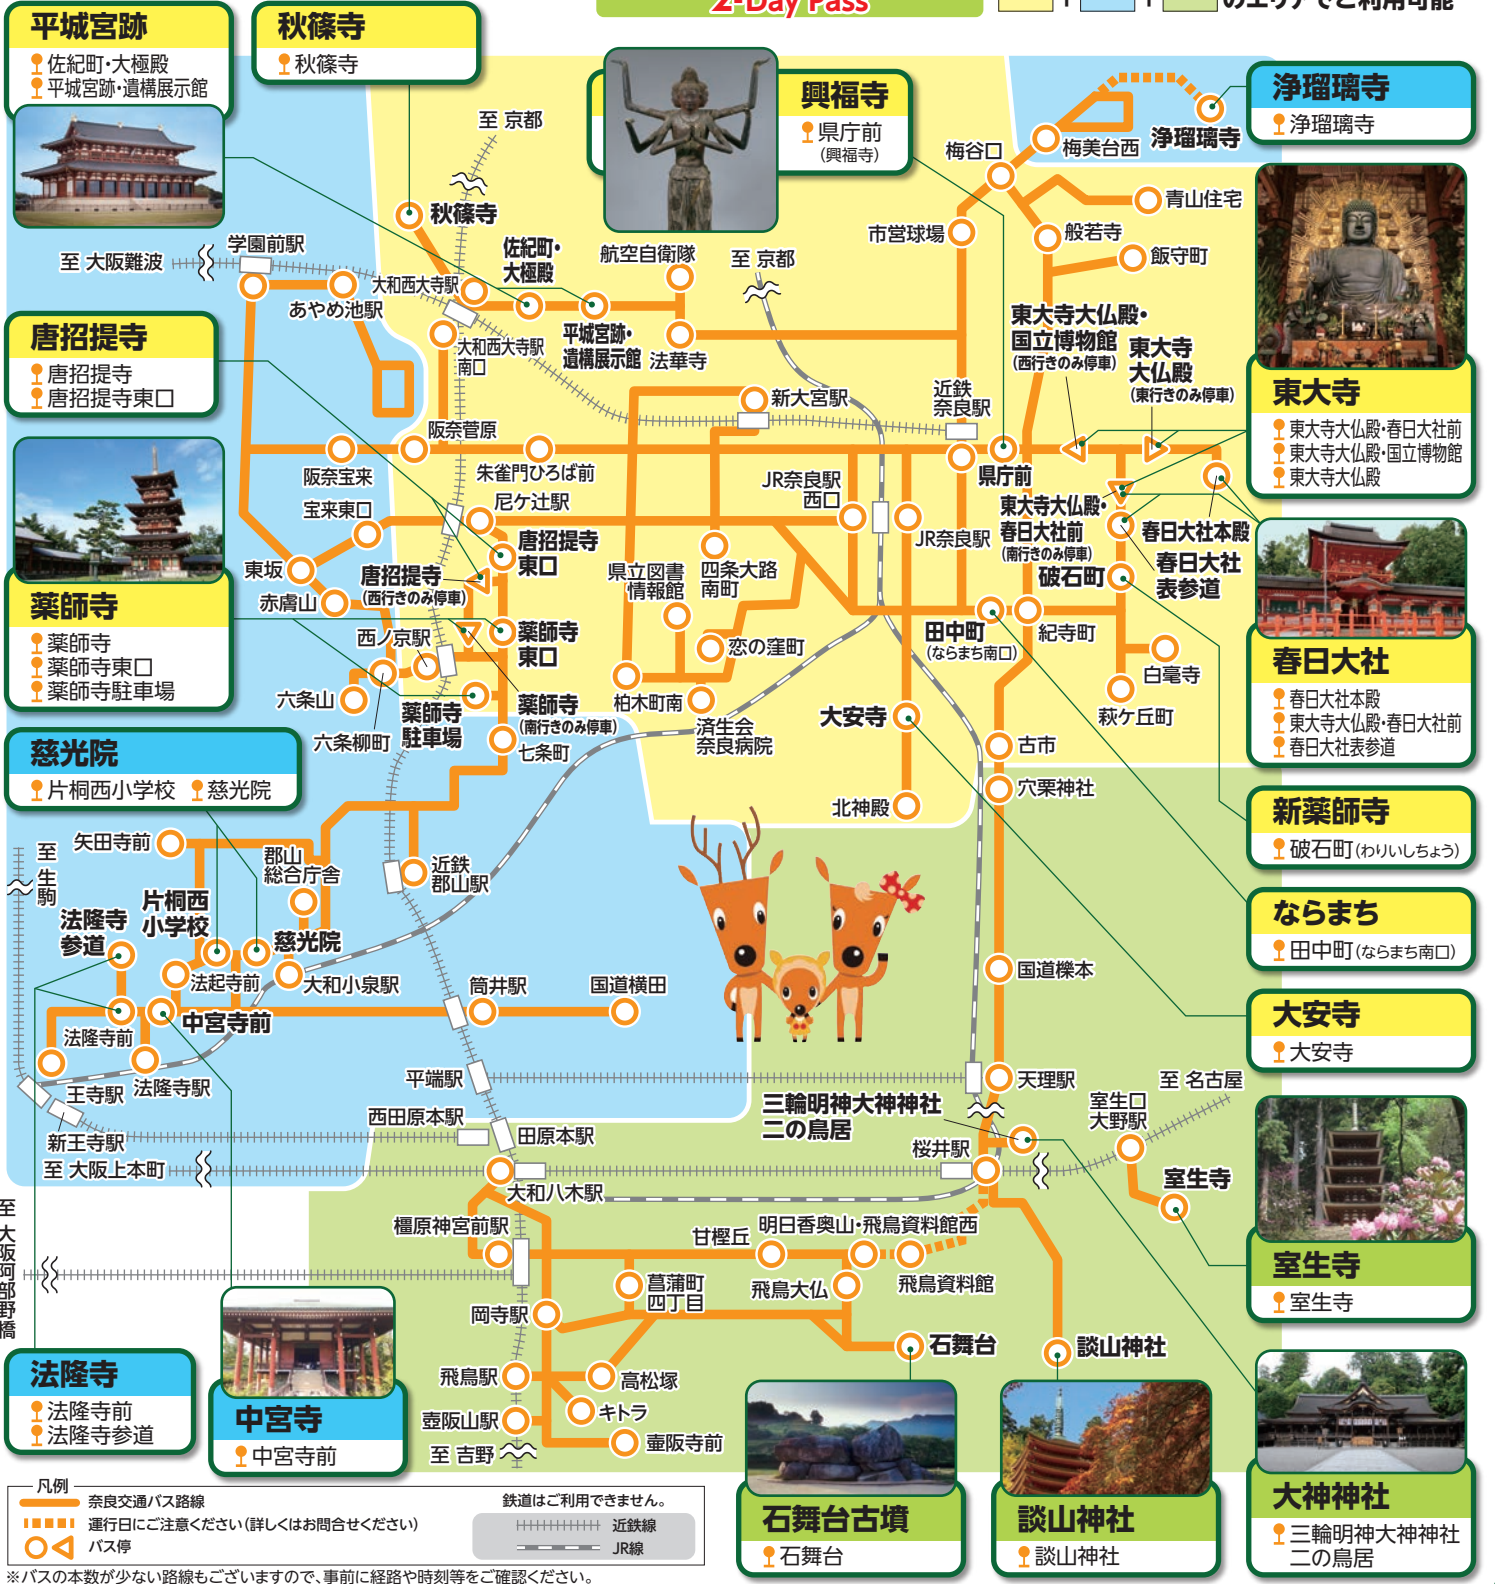 2-Day Pass
のエリアでご利用可能
平城宮跡
佐紀町・大極殿
平城宮跡・遺構展示館
秋篠寺
秋篠寺
興福寺
県庁前
(興福寺)
浄瑠璃寺
浄瑠璃寺
至 京都
梅谷口
梅美台西
浄瑠璃寺
青山住宅
秋篠寺
市営球場
般若寺
飯守町
学園前駅
至 大阪難波
佐紀町・
大極殿
航空自衛隊
至 京都
大和西大寺駅
あやめ池駅
平城宮跡・
遺構展示館
法華寺
大和西大寺駅
南口
東大寺大仏殿・
国立博物館
(西行きのみ停車)
東大寺
大仏殿
(東行きのみ停車)
唐招提寺
唐招提寺
唐招提寺東口
新大宮駅
近鉄
奈良駅
東大寺
東大寺大仏殿・春日大社前
東大寺大仏殿・国立博物館
東大寺大仏殿
阪奈菅原
阪奈宝来
朱雀門ひろば前
県庁前
JR奈良駅
西口
宝来東口
尼ケ辻駅
JR奈良駅
東大寺大仏殿・
春日大社前
(南行きのみ停車)
春日大社本殿
春日大社
表参道
唐招提寺
東口
東坂
唐招提寺
(西行きのみ停車)
県立図書
情報館
四条大路
南町
破石町
赤膚山
薬師寺
薬師寺
薬師寺東口
薬師寺駐車場
西ノ京駅
薬師寺
東口
恋の窪町
田中町
(ならまち南口)
紀寺町
白毫寺
春日大社
春日大社本殿
東大寺大仏殿・春日大社前
春日大社表参道
六条山
六条柳町
薬師寺
駐車場
薬師寺
(南行きのみ停車)
柏木町南
済生会
奈良病院
大安寺
萩ケ丘町
七条町
古市
慈光院
片桐西小学校
慈光院
穴栗神社
北神殿
新薬師寺
破石町(わりいしちょう)
至 生駒
矢田寺前
郡山
総合庁舎
近鉄
郡山駅
片桐西
小学校
法隆寺
参道
慈光院
ならまち
田中町(ならまち南口)
法起寺前
大和小泉駅
筒井駅
国道横田
国道櫟本
中宮寺前
法隆寺前
大安寺
大安寺
王寺駅
法隆寺駅
平端駅
天理駅
至 名古屋
新王寺駅
西田原本駅
田原本駅
三輪明神大神神社
二の鳥居
室生口
大野駅
桜井駅
至 大阪上本町
大和八木駅
室生寺
至 大阪阿部野橋
橿原神宮前駅
甘樫丘
明日香奥山・飛鳥資料館西
室生寺
室生寺
菖蒲町
四丁目
飛鳥大仏
飛鳥資料館
岡寺駅
石舞台
談山神社
法隆寺
法隆寺前
法隆寺参道
中宮寺
中宮寺前
飛鳥駅
高松塚
キトラ
壺阪山駅
壷阪寺前
至 吉野
石舞台古墳
石舞台
談山神社
談山神社
大神神社
三輪明神大神神社
二の鳥居
凡例
奈良交通バス路線
運行日にご注意ください(詳しくはお問合せください)
バス停
鉄道はご利用できません。
近鉄線
JR線
※バスの本数が少ない路線もございますので、事前に経路や時刻等をご確認ください。